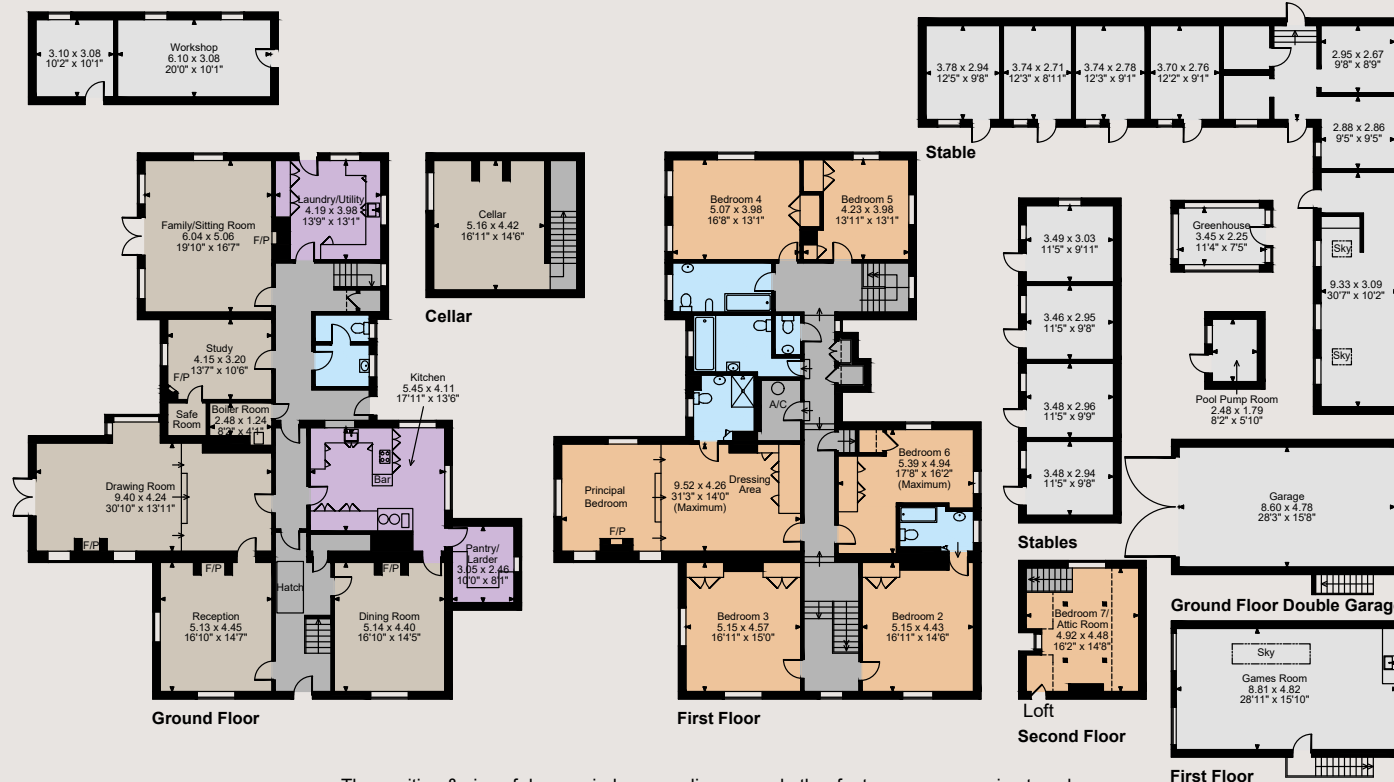 3.10 x 3.08
10'2" x 10'1"
Workshop
6.10 x 3.08
20'0" x 10'1"
Family/Sitting Room
6.04 x 5.06
19'10" x 16'7"
F/P
Laundry/Utility
4.19 x 3.98
13'9" x 13'1"
Study
4.15 x 3.20
13'7" x 10'6"
F/P
Safe
Room
Boiler Room
2.48 x 1.24
8'2" x 4'1"
Kitchen
5.45 x 4.11
17'11" x 13'6"
Bar
Drawing Room
9.40 x 4.24
30'10" x 13'11"
F/P
F/P
Reception
5.13 x 4.45
16'10" x 14'7"
Hatch
F/P
Dining Room
5.14 x 4.40
16'10" x 14'5"
Pantry/
Larder
3.05 x 2.46
10'0" x 8'1"
Ground Floor
Cellar
5.16 x 4.42
16'11" x 14'6"
Cellar
Bedroom 4
5.07 x 3.98
16'8" x 13'1"
Bedroom 5
4.23 x 3.98
13'11" x 13'1"
A/C
Principal
Bedroom
F/P
9.52 x 4.26
31'3" x 14'0"
(Maximum)
Dressing
Area
Bedroom 6
5.39 x 4.94
17'8" x 16'2"
(Maximum)
Bedroom 3
5.15 x 4.57
16'11" x 15'0"
Bedroom 2
5.15 x 4.43
16'11" x 14'6"
First Floor
3.78 x 2.94
12'5" x 9'8"
3.74 x 2.71
12'3" x 8'11"
3.74 x 2.78
12'3" x 9'1"
3.70 x 2.76
12'2" x 9'1"
2.95 x 2.67
9'8" x 8'9"
2.88 x 2.86
9'5" x 9'5"
Sky
9.33 x 3.09
30'7" x 10'2"
Sky
Stable
3.49 x 3.03
11'5" x 9'11"
3.46 x 2.95
11'5" x 9'8"
3.48 x 2.96
11'5" x 9'9"
3.48 x 2.94
11'5" x 9'8"
Stables
Greenhouse
3.45 x 2.25
11'4" x 7'5"
Pool Pump Room
2.48 x 1.79
8'2" x 5'10"
Garage
8.60 x 4.78
28'3" x 15'8"
Ground Floor Double Garage
Bedroom 7/
Attic Room
4.92 x 4.48
16'2" x 14'8"
Loft
Second Floor
Sky
Games Room
8.81 x 4.82
28'11" x 15'10"
First Floor